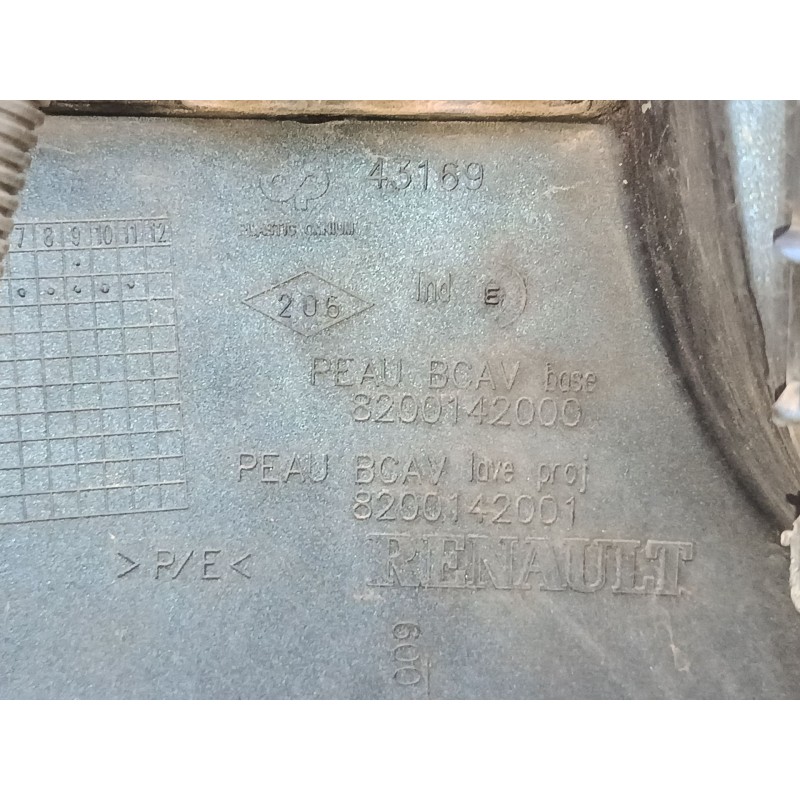 43169
PLASTIC OMNIUM
7 8 9 10 11 12
206
Ind E
PEAU BCAV base
8200142000
PEAU BCAV lave proj
8200142001
>P/E<
RENAULT
600